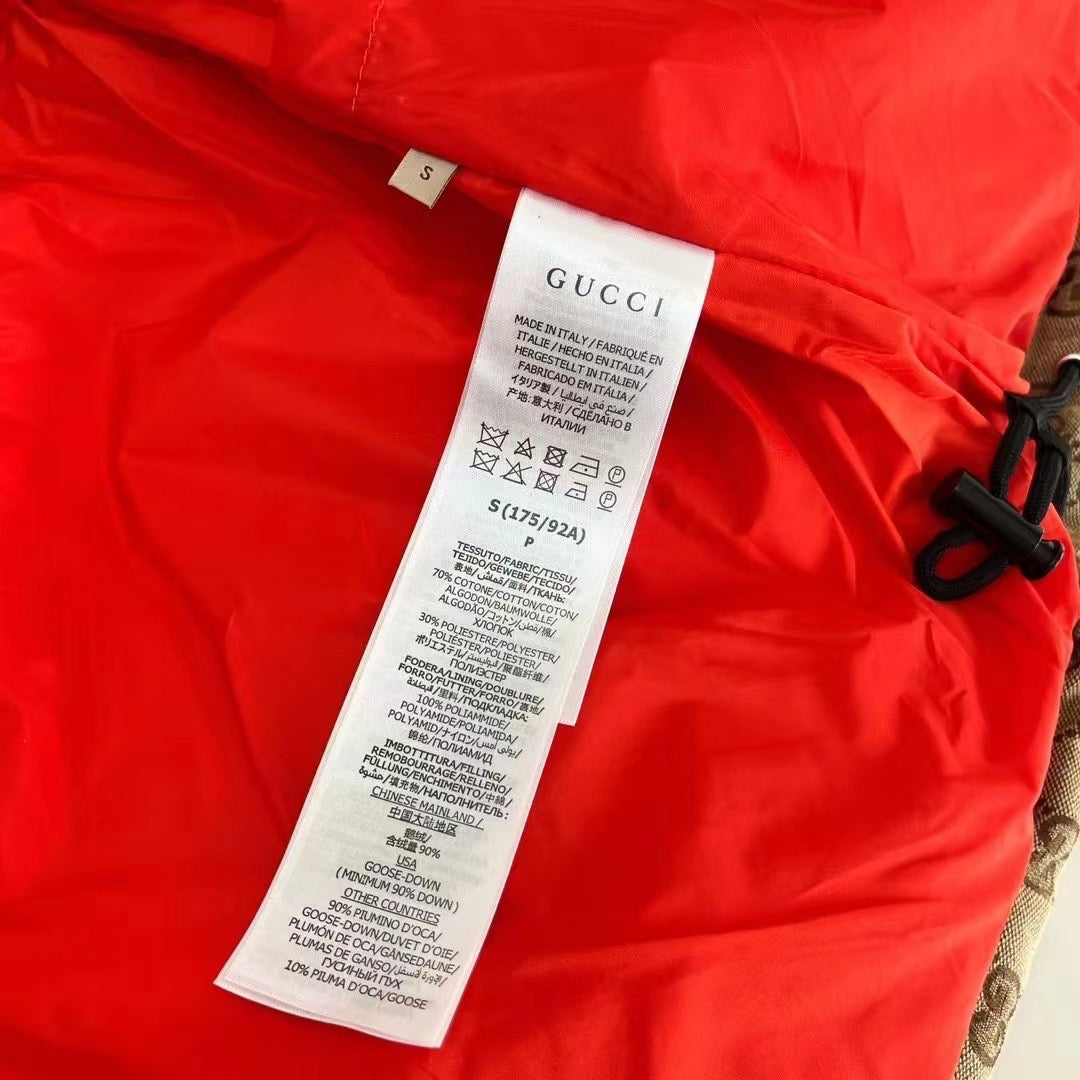 S
GUCCI
MADE IN ITALY / FABRIQUÉ EN
ITALIE / HECHO EN ITALIA /
HERGESTELLT IN ITALIEN /
FABRICADO EM ITÁLIA /
イタリア製 / صنع في ايطاليا /
产地: 意大利 / СДЕЛАНО В
ИТАЛИИ
P
P
S (175/92A)
P
TESSUTO/FABRIC/TISSU/
TEJIDO/GEWEBE/TECIDO/
表地/قماش/面料/ТКАНЬ:
70% COTONE/COTTON/COTON/
ALGODON/BAUMWOLLE/
ALGODÃO/コットン/قطن/棉/
ХЛОПОК
30% POLIESTERE/POLYESTER/
POLIÉSTER/POLIESTER/
ポリエステル/البوليستر/聚酯纤维/
ПОЛИЭСТЕР
FODERA/LINING/DOUBLURE/
FORRO/FUTTER/FORRO/裏地/
البطانة/里料/ПОДКЛАДКА:
100% POLIAMMIDE/
POLYAMIDE/POLIAMIDA/
POLYAMID/ナイロン/بولي أمس/
锦纶/ПОЛИАМИД
IMBOTTITURA/FILLING/
REMBOURRAGE/RELLENO/
FÜLLUNG/ENCHIMENTO/中綿/
حشوة/填充物/НАПОЛНИТЕЛЬ:
CHINESE MAINLAND /
中国大陆地区
鹅绒/
含绒量 90%
USA
GOOSE-DOWN
( MINIMUM 90% DOWN )
OTHER COUNTRIES
90% PIUMINO D'OCA/
GOOSE-DOWN/DUVET D'OIE/
PLUMÓN DE OCA/GÄNSEDAUNE/
PLUMAS DE GANSO/
ГУСИНЫЙ ПУХ
10% PIUMA D'OCA/GOOSE